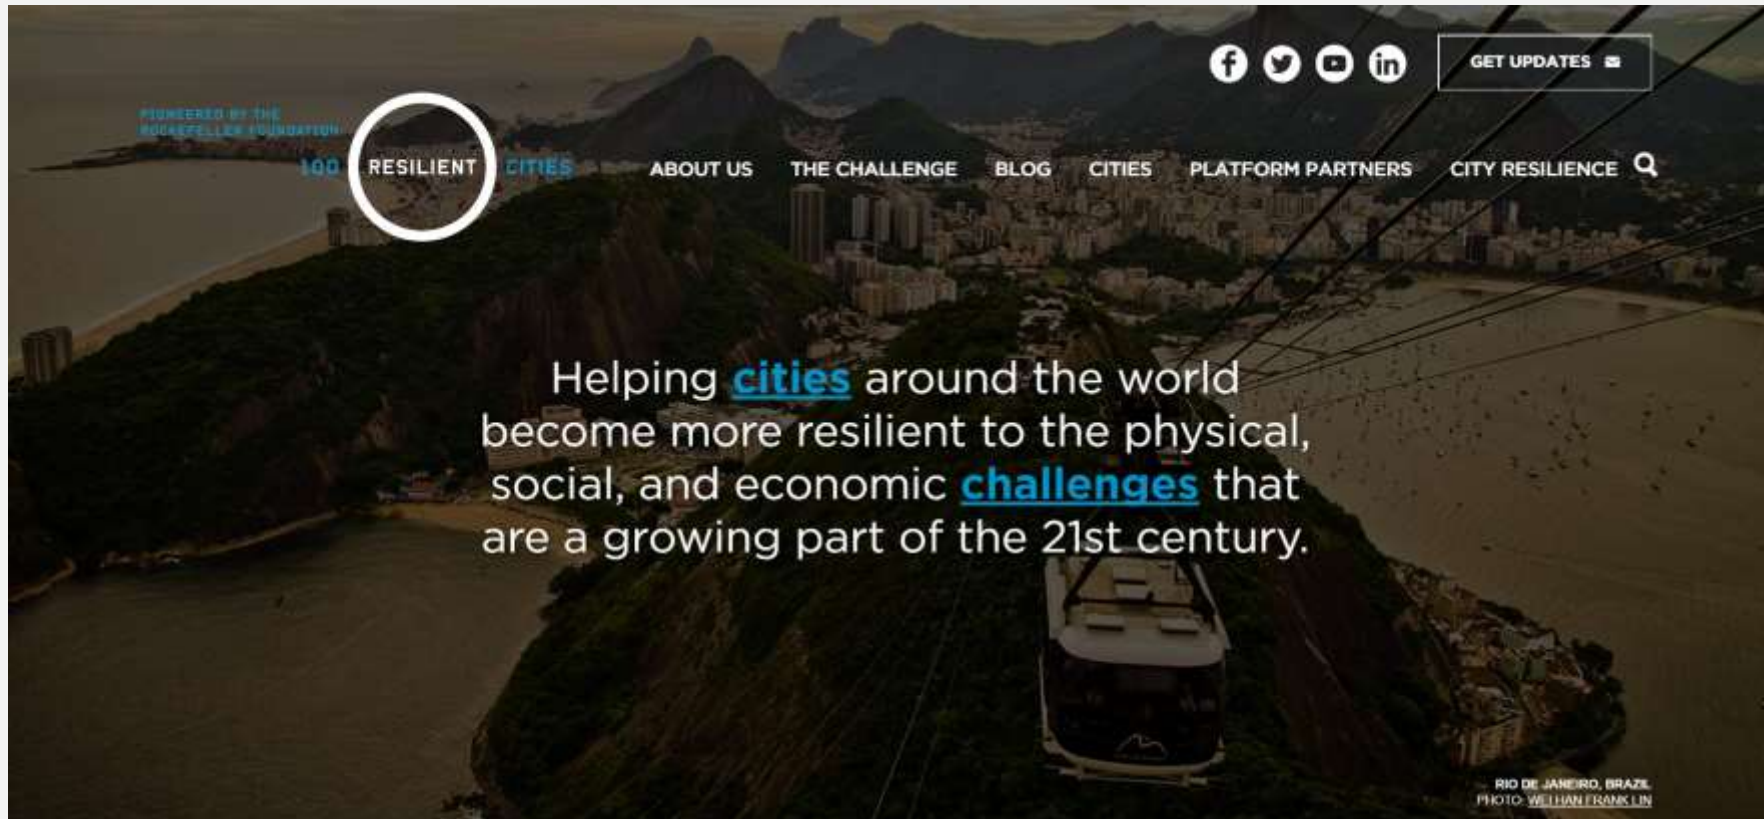 GET UPDATES
PIONEERED BY THE
ROCKEFELLER FOUNDATION
100 RESILIENT CITIES
ABOUT US THE CHALLENGE BLOG CITIES PLATFORM PARTNERS CITY RESILIENCE
Helping cities around the world
become more resilient to the physical,
social, and economic challenges that
are a growing part of the 21st century.
RIO DE JANEIRO, BRAZIL
PHOTO: WEI HAN FRANKLIN